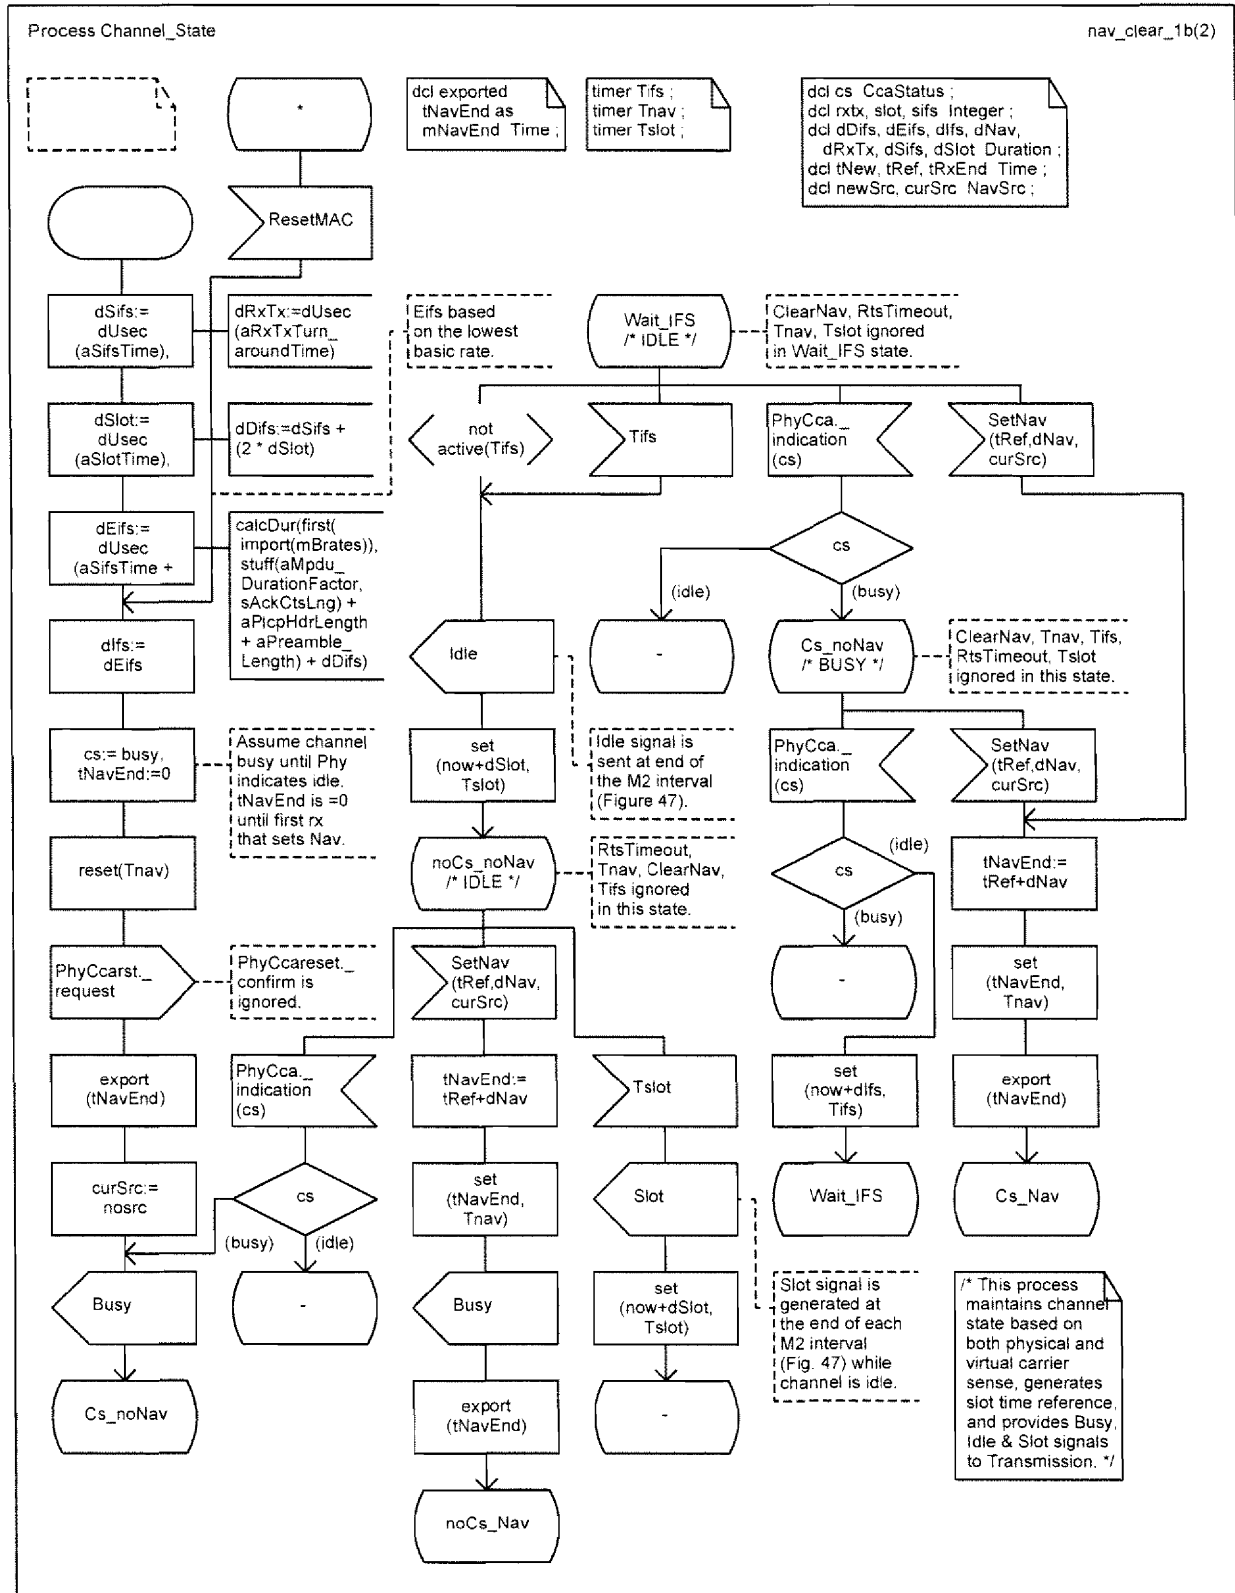 Process Channel_State
nav_clear_1b(2)
*
dcl exported
tNavEnd as
mNavEnd Time ;
timer Tifs ;
timer Tnav ;
timer Tslot ;
dcl cs CcaStatus ;
dcl rxtx, slot, sifs Integer ;
dcl dDifs, dEifs, dIfs, dNav,
dRxTx, dSifs, dSlot Duration ;
dcl tNew, tRef, tRxEnd Time ;
dcl newSrc, curSrc NavSrc ;
ResetMAC
dSifs:=
dUsec
(aSifsTime),
dRxTx:=dUsec
(aRxTxTurn_
aroundTime)
Eifs based
on the lowest
basic rate.
Wait_IFS
/* IDLE */
ClearNav, RtsTimeout,
Tnav, Tslot ignored
in Wait_IFS state.
dSlot:=
dUsec
(aSlotTime),
dDifs:=dSifs +
(2 * dSlot)
not
active(Tifs)
Tifs
PhyCca._
indication
(cs)
SetNav
(tRef,dNav,
curSrc)
dEifs:=
dUsec
(aSifsTime +
calcDur(first(
import(mBrates)),
stuff(aMpdu_
DurationFactor,
sAckCtsLng) +
aPlcpHdrLength
+ aPreamble_
Length) + dDifs)
cs
(idle)
(busy)
dIfs:=
dEifs
Idle
-
Cs_noNav
/* BUSY */
ClearNav, Tnav, Tifs,
RtsTimeout, Tslot
ignored in this state.
cs:= busy,
tNavEnd:=0
Assume channel
busy until Phy
indicates idle.
tNavEnd is =0
until first rx
that sets Nav.
set
(now+dSlot,
Tslot)
Idle signal is
sent at end of
the M2 interval
(Figure 47).
PhyCca._
indication
(cs)
SetNav
(tRef,dNav,
curSrc)
reset(Tnav)
noCs_noNav
/* IDLE */
RtsTimeout,
Tnav, ClearNav,
Tifs ignored
in this state.
cs
(idle)
(busy)
tNavEnd:=
tRef+dNav
PhyCcarst._
request
PhyCcareset._
confirm is
ignored.
SetNav
(tRef,dNav,
curSrc)
-
set
(tNavEnd,
Tnav)
export
(tNavEnd)
PhyCca._
indication
(cs)
tNavEnd:=
tRef+dNav
Tslot
set
(now+dIfs,
Tifs)
export
(tNavEnd)
curSrc:=
nosrc
cs
(busy)
(idle)
set
(tNavEnd,
Tnav)
Slot
Wait_IFS
Cs_Nav
Busy
-
Busy
set
(now+dSlot,
Tslot)
Slot signal is
generated at
the end of each
M2 interval
(Fig. 47) while
channel is idle.
/* This process
maintains channel
state based on
both physical and
virtual carrier
sense, generates
slot time reference,
and provides Busy,
Idle & Slot signals
to Transmission. */
Cs_noNav
export
(tNavEnd)
-
noCs_Nav